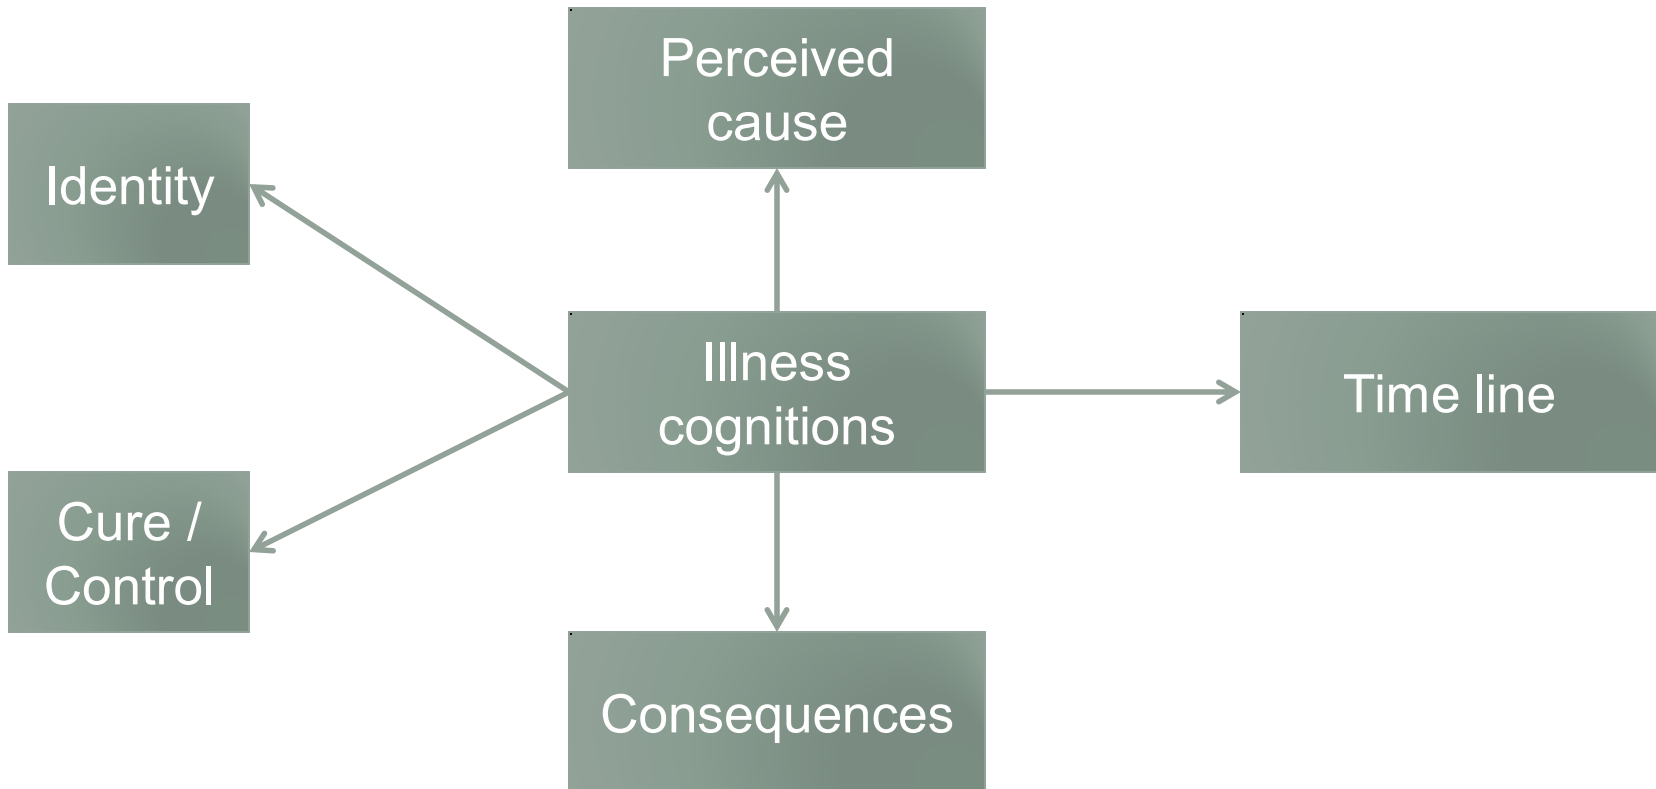 Perceived
cause
Identity
Illness
cognitions
Time line
Cure /
Control
Consequences